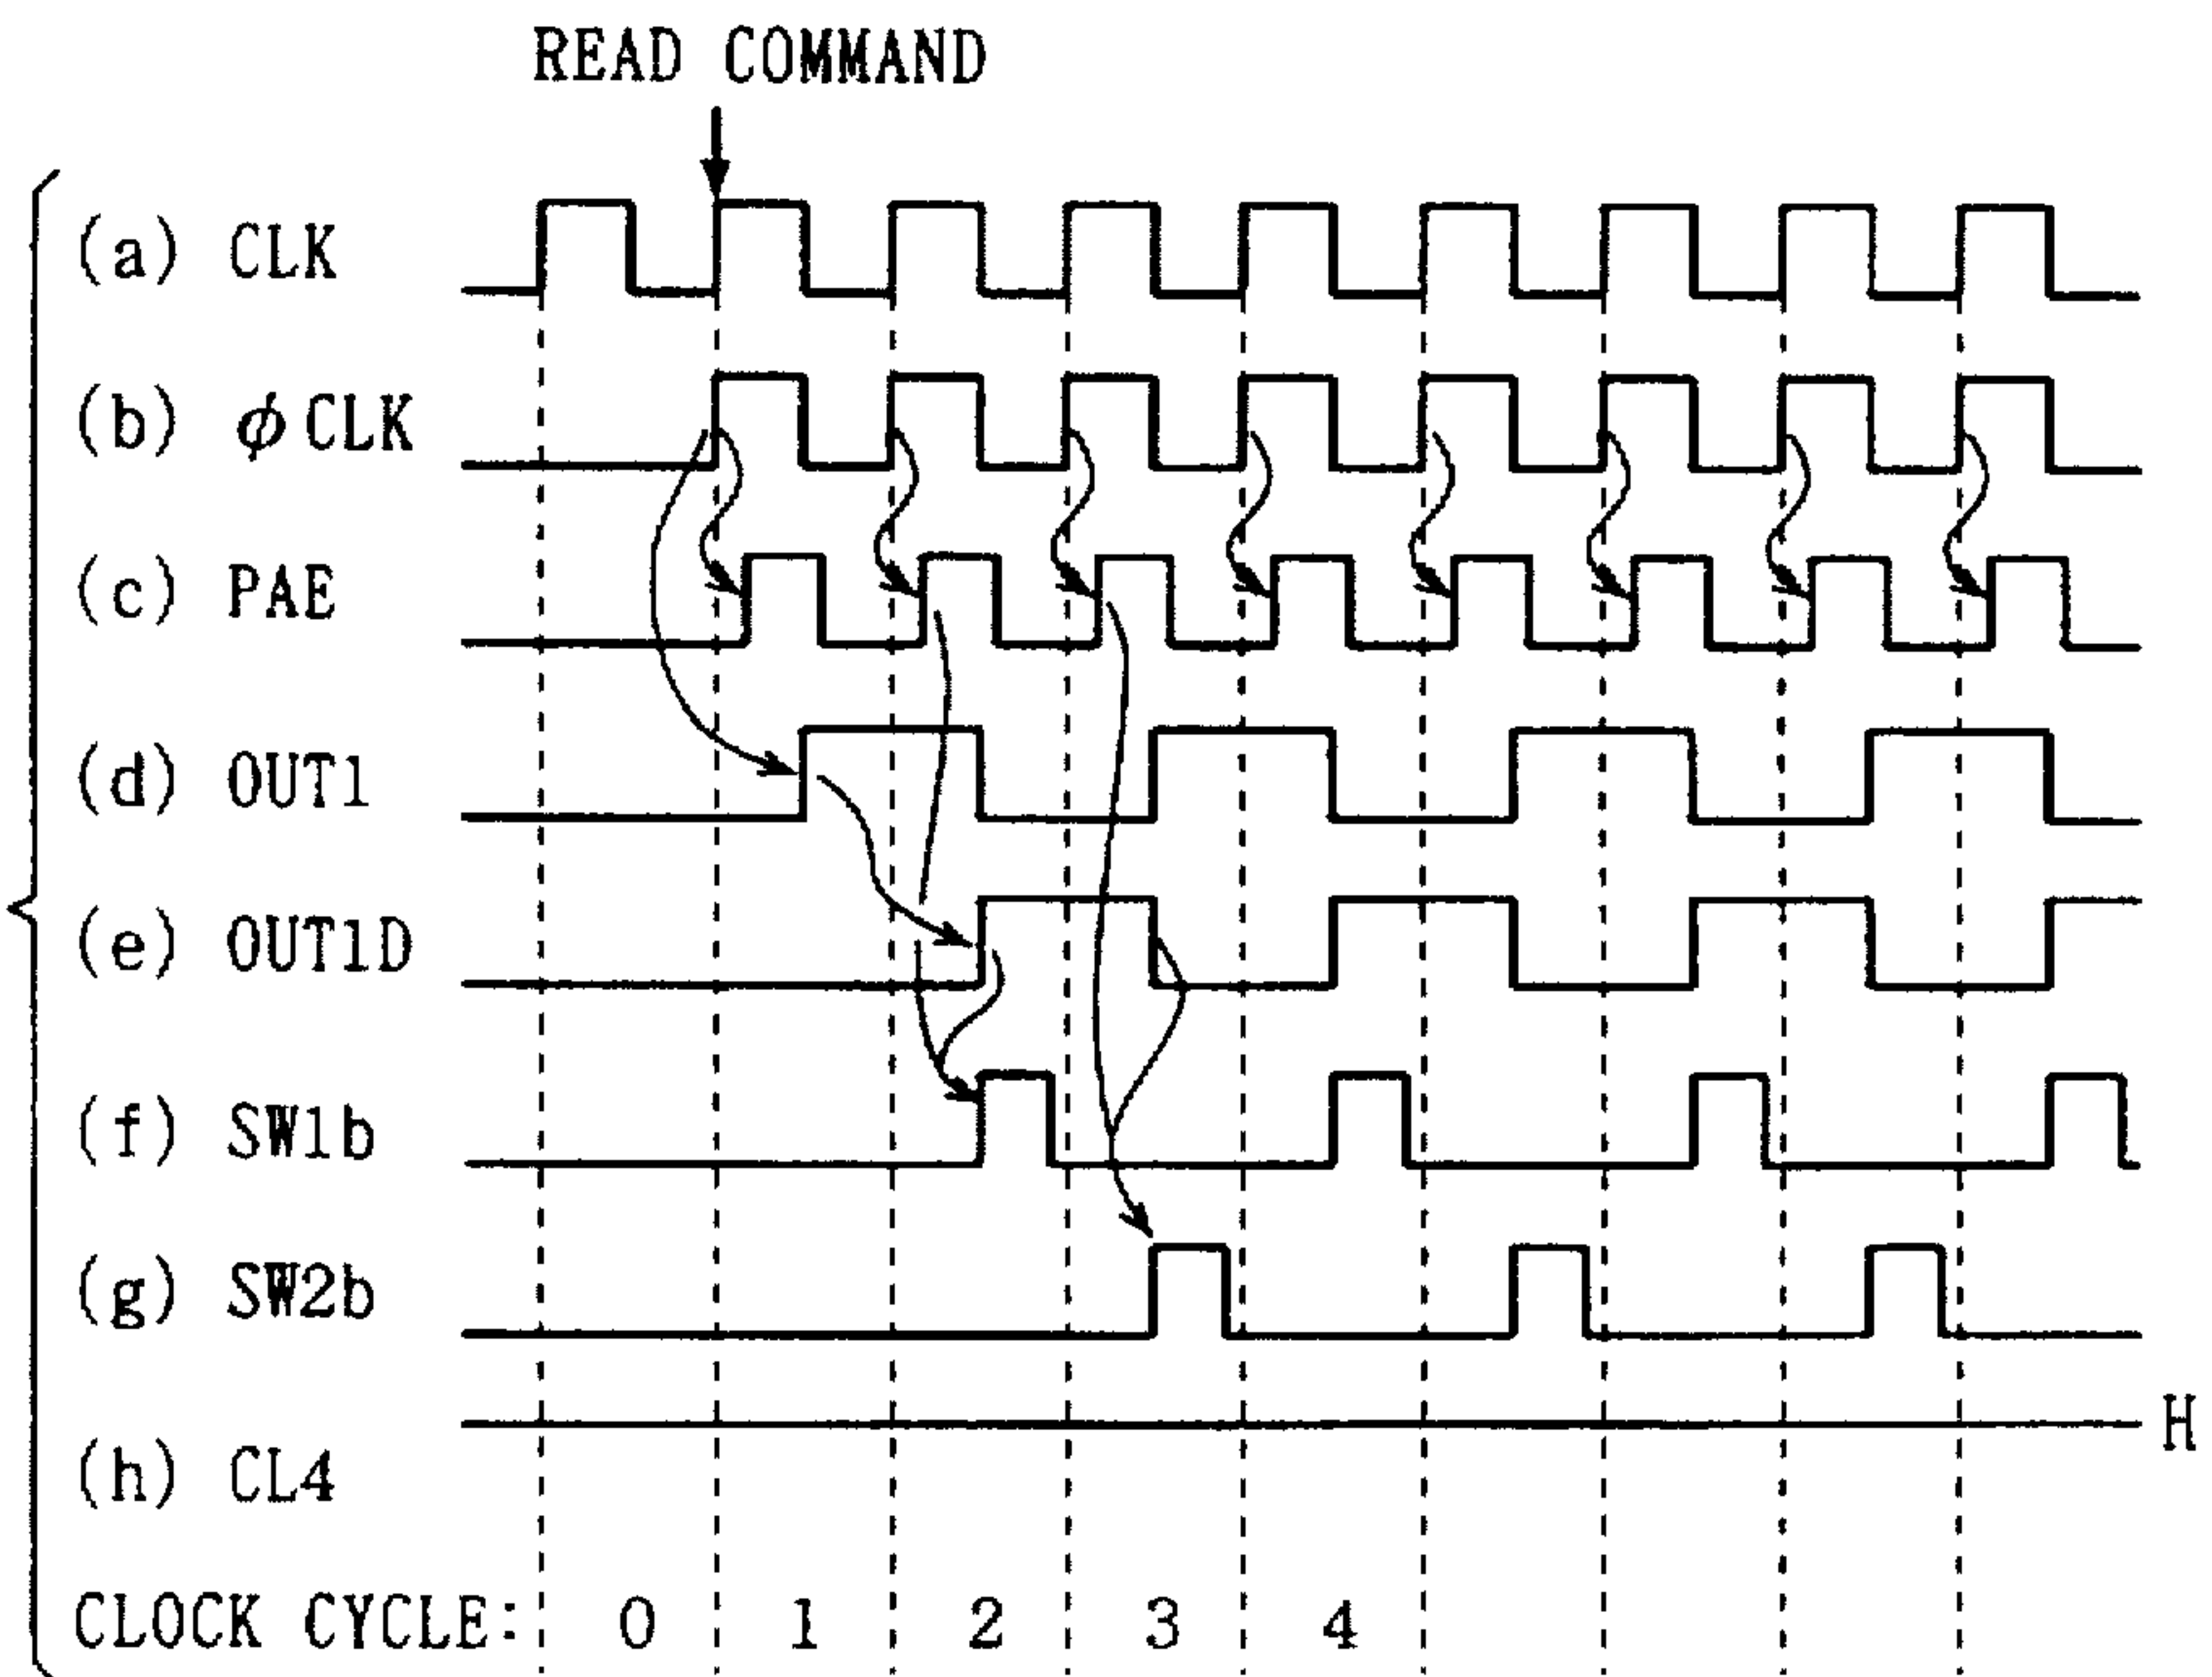 READ COMMAND
(a) CLK
(b) ϕCLK
(c) PAE
(d) OUT1
(e) OUT1D
(f) SW1b
(g) SW2b
H
(h) CL4
CLOCK CYCLE: 0 1 2 3 4